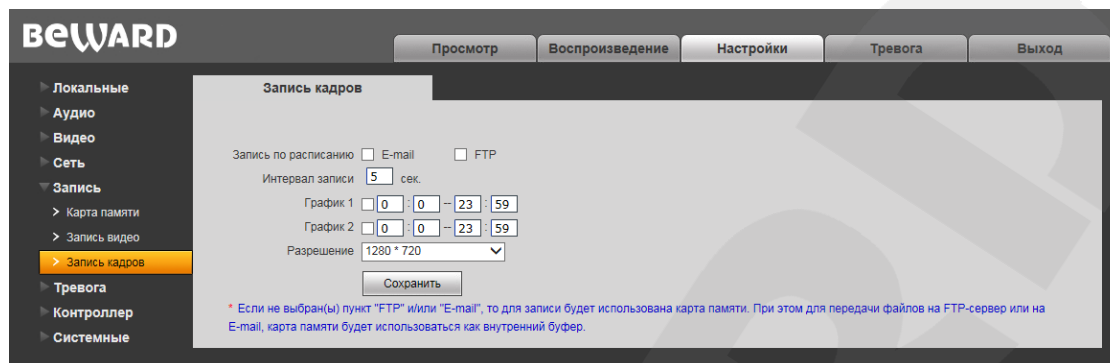 BEWARD
Просмотр Воспроизведение Настройки Тревога Выход
Локальные
Аудио
Видео
Сеть
Запись
> Карта памяти
> Запись видео
> Запись кадров
Тревога
Контроллер
Системные
Запись кадров
Запись по расписанию E-mail FTP
Интервал записи 5 сек.
График 1 0 : 0 -- 23 : 59
График 2 0 : 0 -- 23 : 59
Разрешение 1280 * 720
Сохранить
* Если не выбран(ы) пункт "FTP" и/или "E-mail", то для записи будет использована карта памяти. При этом для передачи файлов на FTP-сервер или на
E-mail, карта памяти будет использоваться как внутренний буфер.